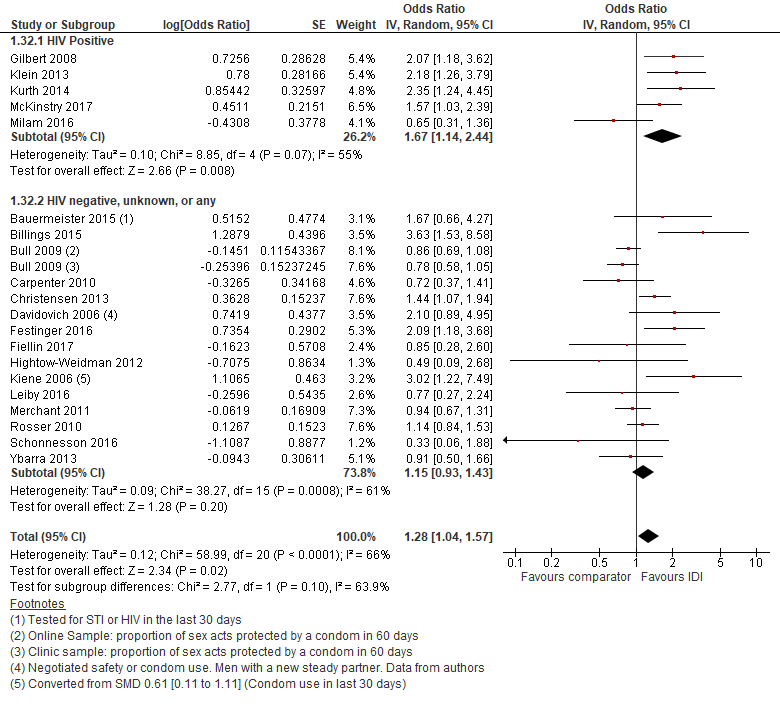 Odds Ratio Odds Ratio
Study or Subgroup log[Odds Ratio] SE Weight IV, Random, 95% CI IV, Random, 95% CI
1.32.1 HIV Positive
Gilbert 2008 0.7256 0.28628 5.4% 2.07 [1.18, 3.62]
Klein 2013 0.78 0.28166 5.4% 2.18 [1.26, 3.79]
Kurth 2014 0.85442 0.32597 4.8% 2.35 [1.24, 4.45]
McKinstry 2017 0.4511 0.2151 6.5% 1.57 [1.03, 2.39]
Milam 2016 -0.4308 0.3778 4.1% 0.65 [0.31, 1.36]
Subtotal (95% CI) 26.2% 1.67 [1.14, 2.44]
Heterogeneity: Tau² = 0.10; Chi² = 8.85, df = 4 (P = 0.07); I² = 55%
Test for overall effect: Z = 2.66 (P = 0.008)
1.32.2 HIV negative, unknown, or any
Bauermeister 2015 (1) 0.5152 0.4774 3.1% 1.67 [0.66, 4.27]
Billings 2015 1.2879 0.4396 3.5% 3.63 [1.53, 8.58]
Bull 2009 (2) -0.1451 0.11543367 8.1% 0.86 [0.69, 1.08]
Bull 2009 (3) -0.25396 0.15237245 7.6% 0.78 [0.58, 1.05]
Carpenter 2010 -0.3265 0.34168 4.6% 0.72 [0.37, 1.41]
Christensen 2013 0.3628 0.15237 7.6% 1.44 [1.07, 1.94]
Davidovich 2006 (4) 0.7419 0.4377 3.5% 2.10 [0.89, 4.95]
Festinger 2016 0.7354 0.2902 5.3% 2.09 [1.18, 3.68]
Fiellin 2017 -0.1623 0.5708 2.4% 0.85 [0.28, 2.60]
Hightow-Weidman 2012 -0.7075 0.8634 1.3% 0.49 [0.09, 2.68]
Kiene 2006 (5) 1.1065 0.463 3.2% 3.02 [1.22, 7.49]
Leiby 2016 -0.2596 0.5435 2.6% 0.77 [0.27, 2.24]
Merchant 2011 -0.0619 0.16909 7.3% 0.94 [0.67, 1.31]
Rosser 2010 0.1267 0.1523 7.6% 1.14 [0.84, 1.53]
Schonnesson 2016 -1.1087 0.8877 1.2% 0.33 [0.06, 1.88]
Ybarra 2013 -0.0943 0.30611 5.1% 0.91 [0.50, 1.66]
Subtotal (95% CI) 73.8% 1.15 [0.93, 1.43]
Heterogeneity: Tau² = 0.09; Chi² = 38.27, df = 15 (P = 0.0008); I² = 61%
Test for overall effect: Z = 1.28 (P = 0.20)
Total (95% CI) 100.0% 1.28 [1.04, 1.57]
Heterogeneity: Tau² = 0.12; Chi² = 58.99, df = 20 (P < 0.0001); I² = 66%
Test for overall effect: Z = 2.34 (P = 0.02)
Test for subgroup differences: Chi² = 2.77, df = 1 (P = 0.10), I² = 63.9%
0.1 0.2 0.5 1 2 5 10
Favours comparator Favours IDI
Footnotes
(1) Tested for STI or HIV in the last 30 days
(2) Online Sample: proportion of sex acts protected by a condom in 60 days
(3) Clinic sample: proportion of sex acts protected by a condom in 60 days
(4) Negotiated safety or condom use. Men with a new steady partner. Data from authors
(5) Converted from SMD 0.61 [0.11 to 1.11] (Condom use in last 30 days)